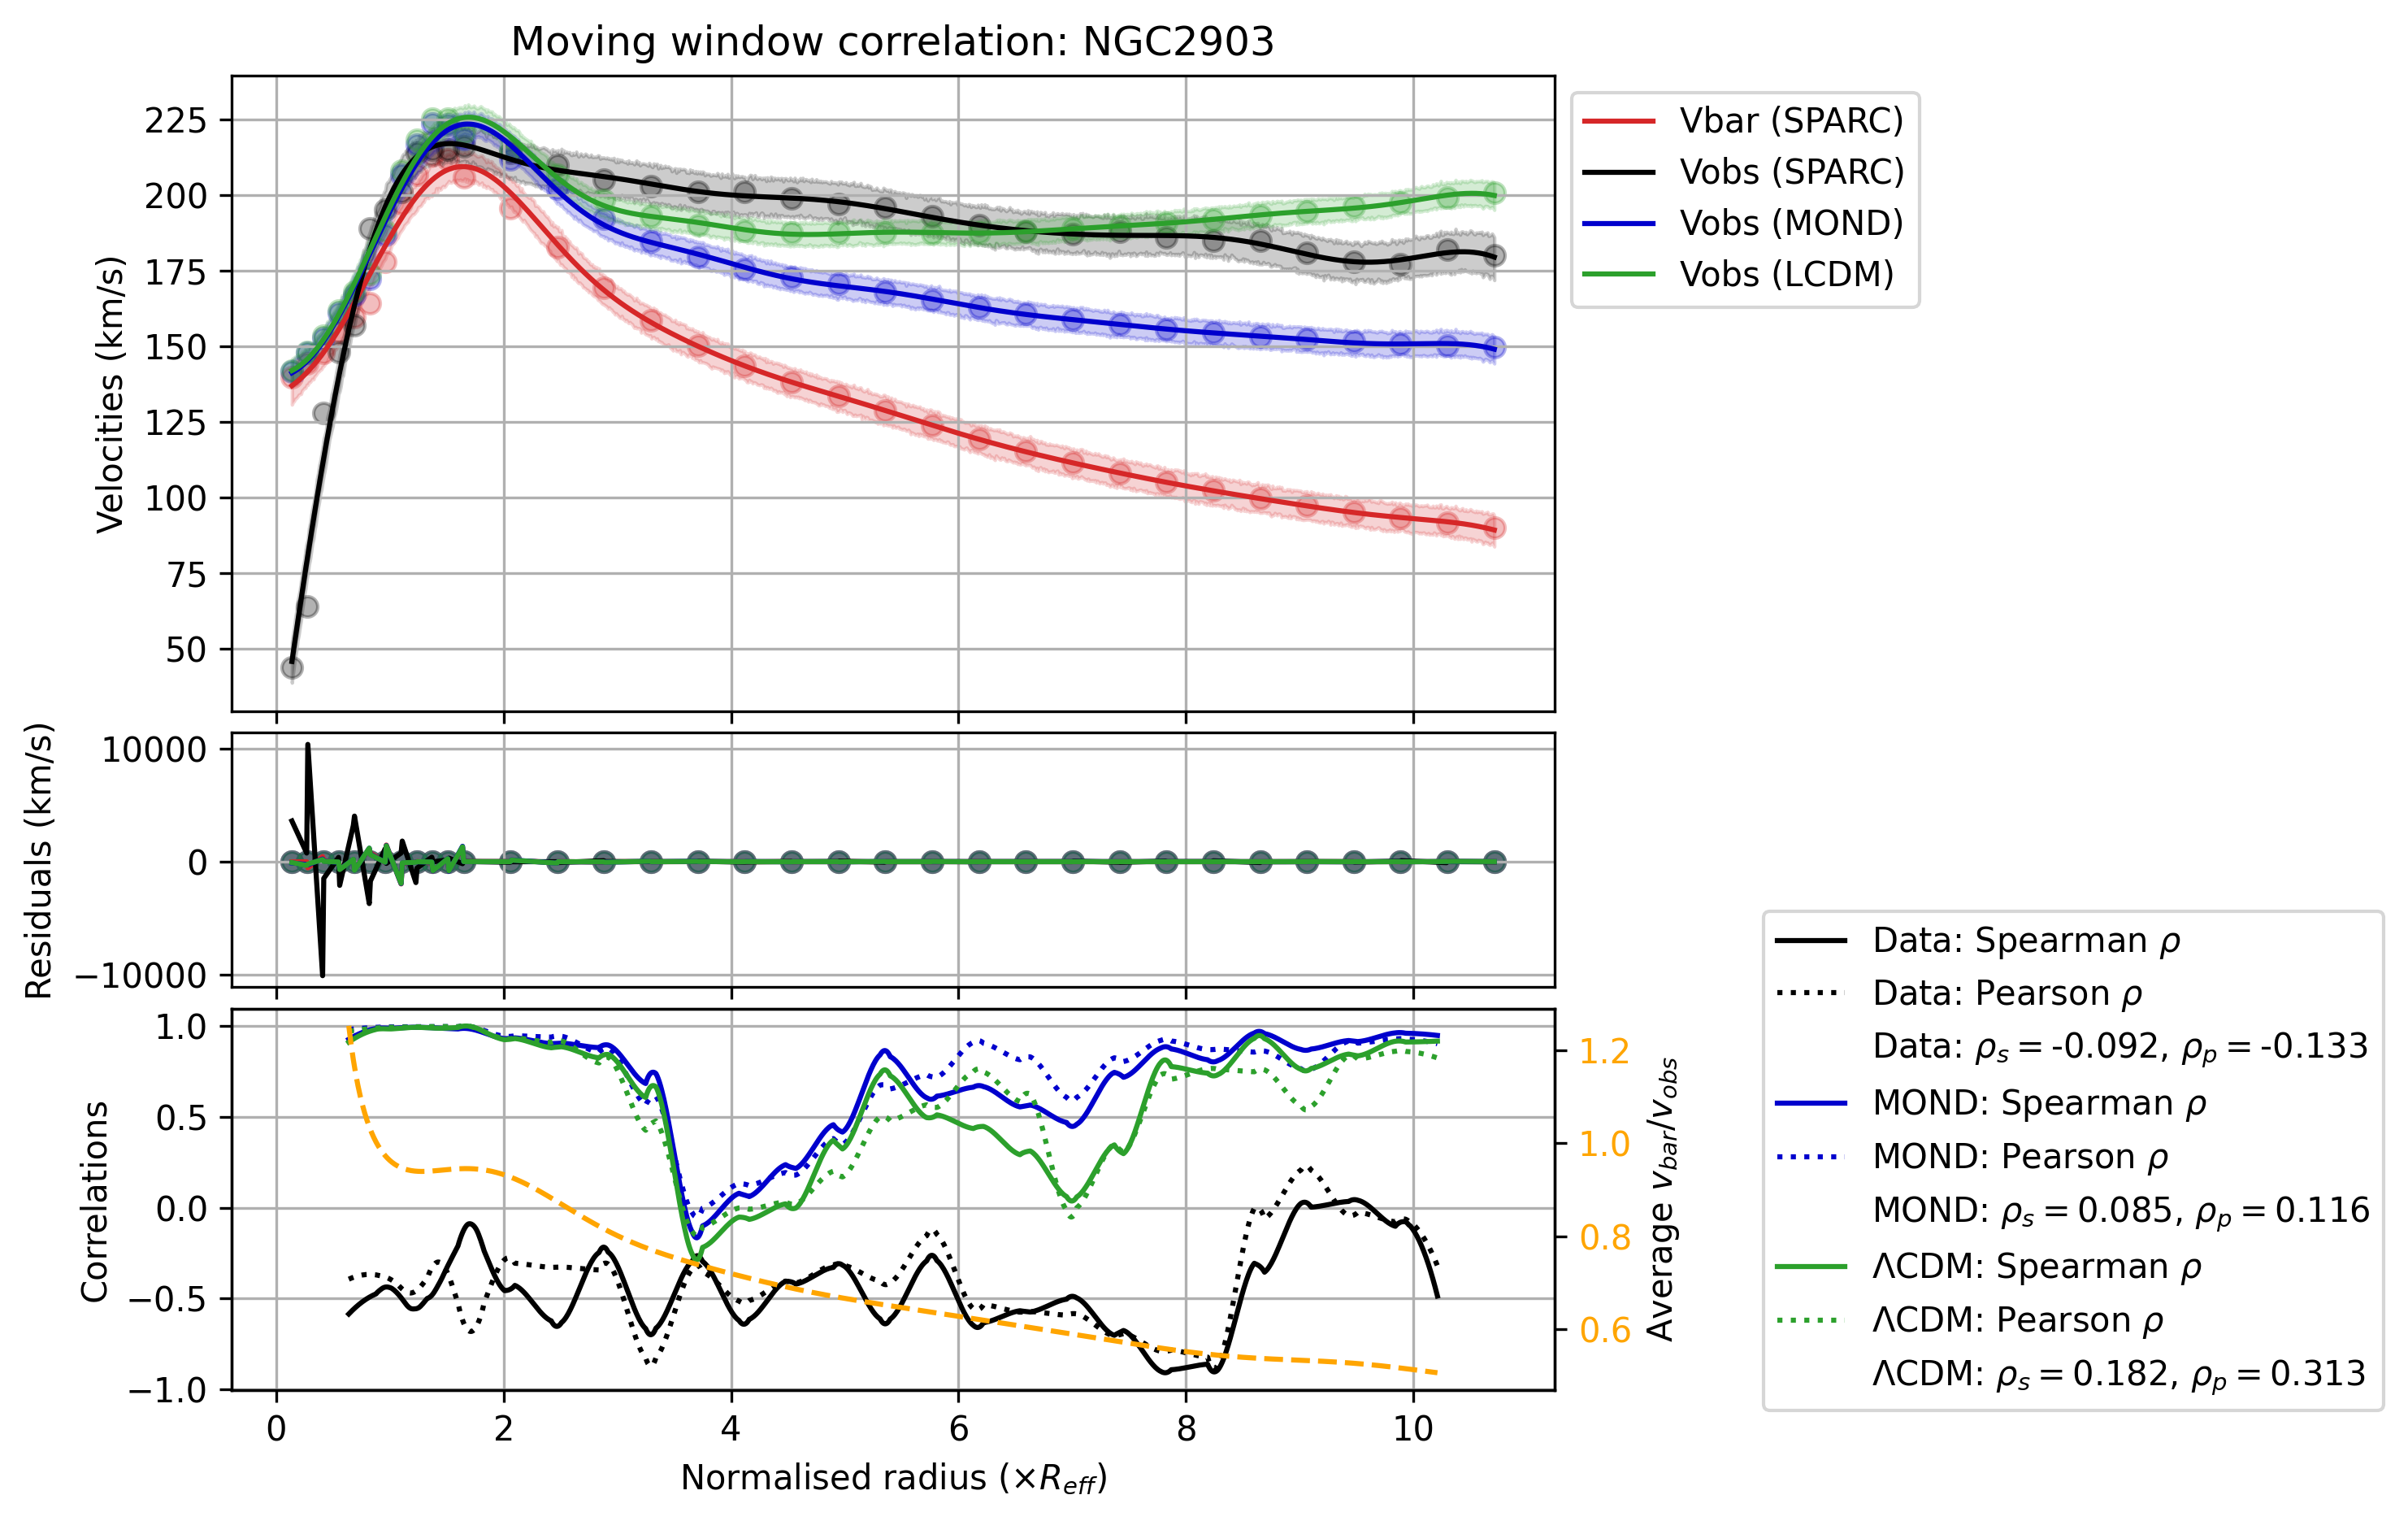 Moving window correlation: NGC2903
225
200
175
150
125
100
75
50
Velocities (km/s)
Vbar (SPARC)
Vobs (SPARC)
Vobs (MOND)
Vobs (LCDM)
10000
0
−10000
Residuals (km/s)
1.0
0.5
0.0
−0.5
−1.0
Correlations
1.2
1.0
0.8
0.6
Average v_bar/v_obs
0 2 4 6 8 10
Normalised radius (×R_eff)
Data: Spearman ρ
Data: Pearson ρ
Data: ρ_s = -0.092, ρ_p = -0.133
MOND: Spearman ρ
MOND: Pearson ρ
MOND: ρ_s = 0.085, ρ_p = 0.116
ΛCDM: Spearman ρ
ΛCDM: Pearson ρ
ΛCDM: ρ_s = 0.182, ρ_p = 0.313